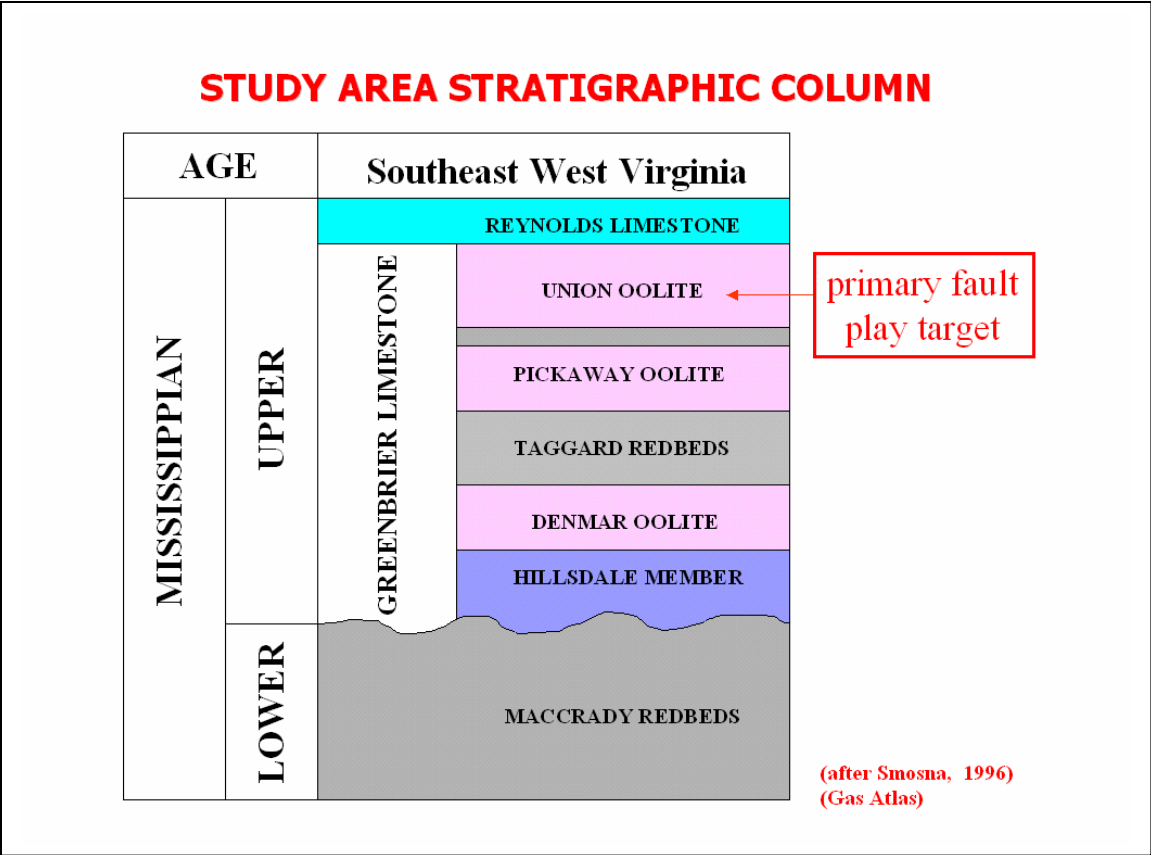 STUDY AREA STRATIGRAPHIC COLUMN
AGE
Southeast West Virginia
MISSISSIPPIAN
UPPER
LOWER
GREENBRIER LIMESTONE
REYNOLDS LIMESTONE
UNION OOLITE
PICKAWAY OOLITE
TAGGARD REDBEDS
DENMAR OOLITE
HILLSDALE MEMBER
MACCRADY REDBEDS
primary fault
play target
(after Smosna, 1996)
(Gas Atlas)